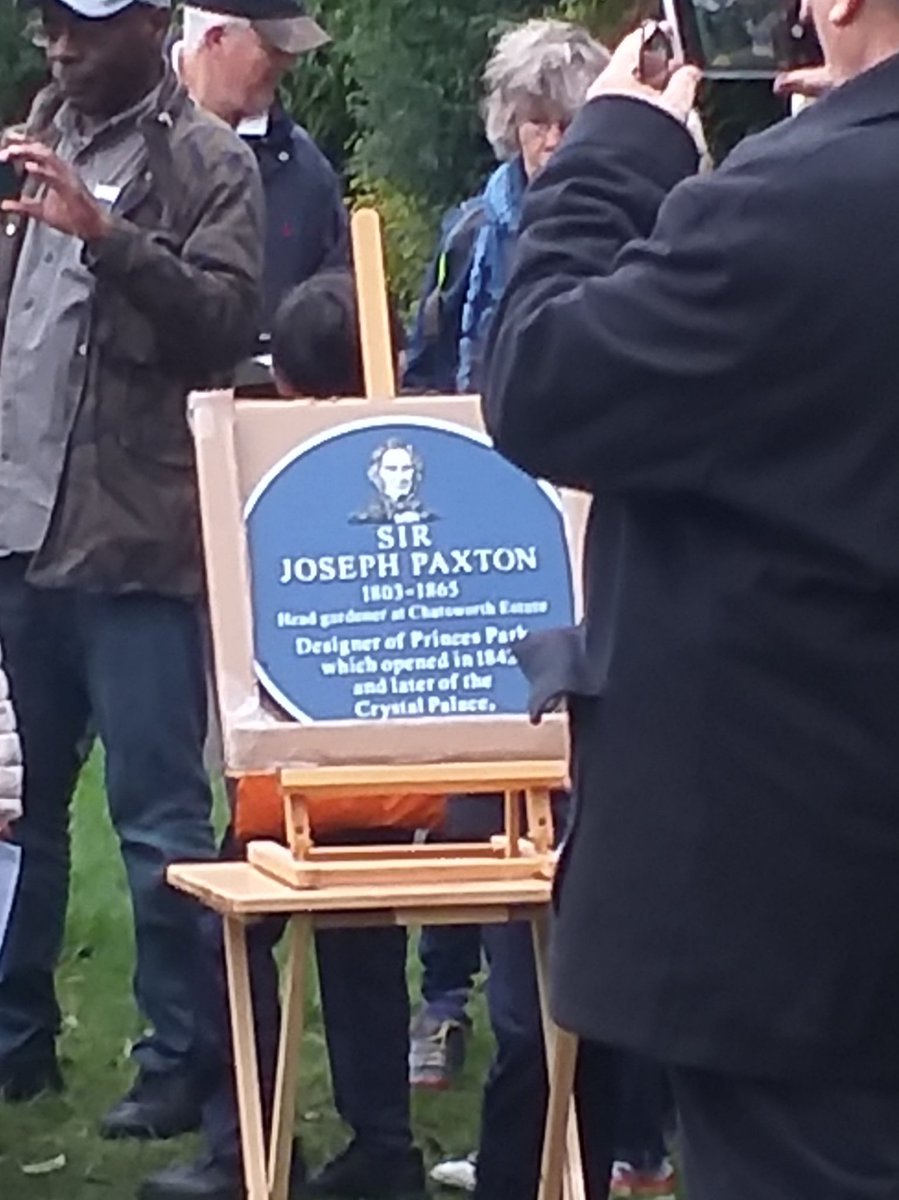 SIR
JOSEPH PAXTON
1803-1865
Head gardener at Chatsworth Estate
Designer of Princes Park
which opened in 1842
and later of the
Crystal Palace.